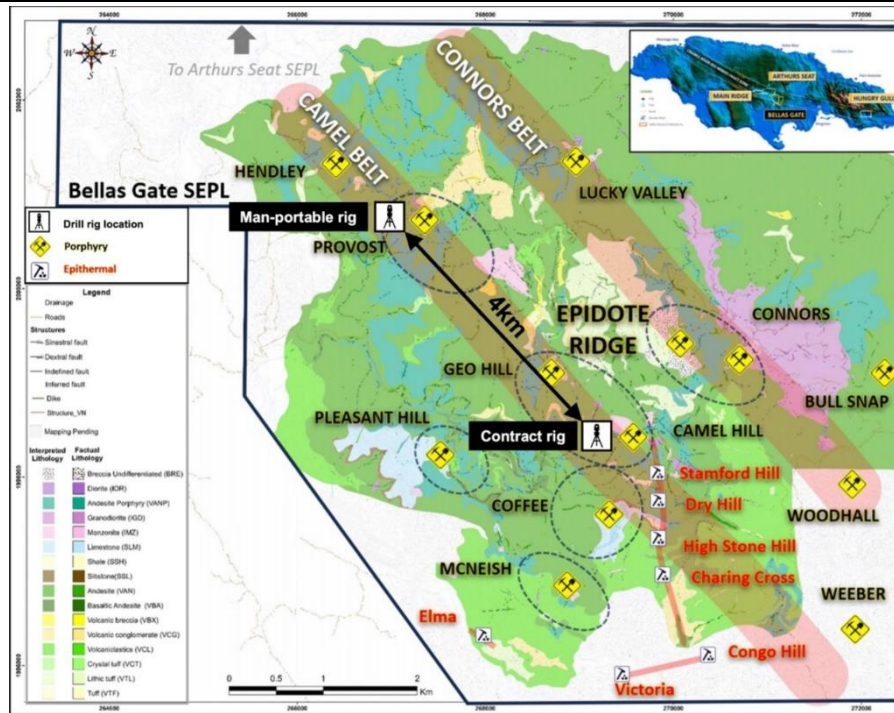 264000
266000
268000
270000
272000
N
W
E
S
To Arthurs Seat SEPL
CONNORS BELT
CAMEL BELT
ARTHURS SEAT
MAIN RIDGE
HUNGRY GULLY
BELLAS GATE
HENDLEY
LUCKY VALLEY
Bellas Gate SEPL
Man-portable rig
PROVOST
Drill rig location
Porphyry
Epithermal
4km
EPIDOTE
RIDGE
CONNORS
GEO HILL
BULL SNAP
PLEASANT HILL
Contract rig
CAMEL HILL
Stamford Hill
COFFEE
Dry Hill
WOODHALL
High Stone Hill
MCNEISH
Charing Cross
WEEBER
Elma
Congo Hill
Victoria
Legend
Drainage
Roads
Structures
Sinestral fault
Dextral fault
Indefined fault
Inferred fault
Dike
Structure_VN
Mapping Pending
Interpreted Lithology
Factual Lithology
Breccia Undifferentiated (BRE)
Diorite (IDR)
Andesite Porphyry (VANP)
Granodiorite (IGD)
Monzonite (IMZ)
Limestone (SLM)
Shale (SSH)
Siltstone(SSL)
Andesite (VAN)
Basaltic Andesite (VBA)
Volcanic breccia (VBX)
Volcanic conglomerate (VCG)
Volcaniclastics (VCL)
Crystal tuff (VCT)
Lithic tuff (VTL)
Tuff (VTF)
0
0.5
1
2
Km
264000
266000
268000
270000
272000